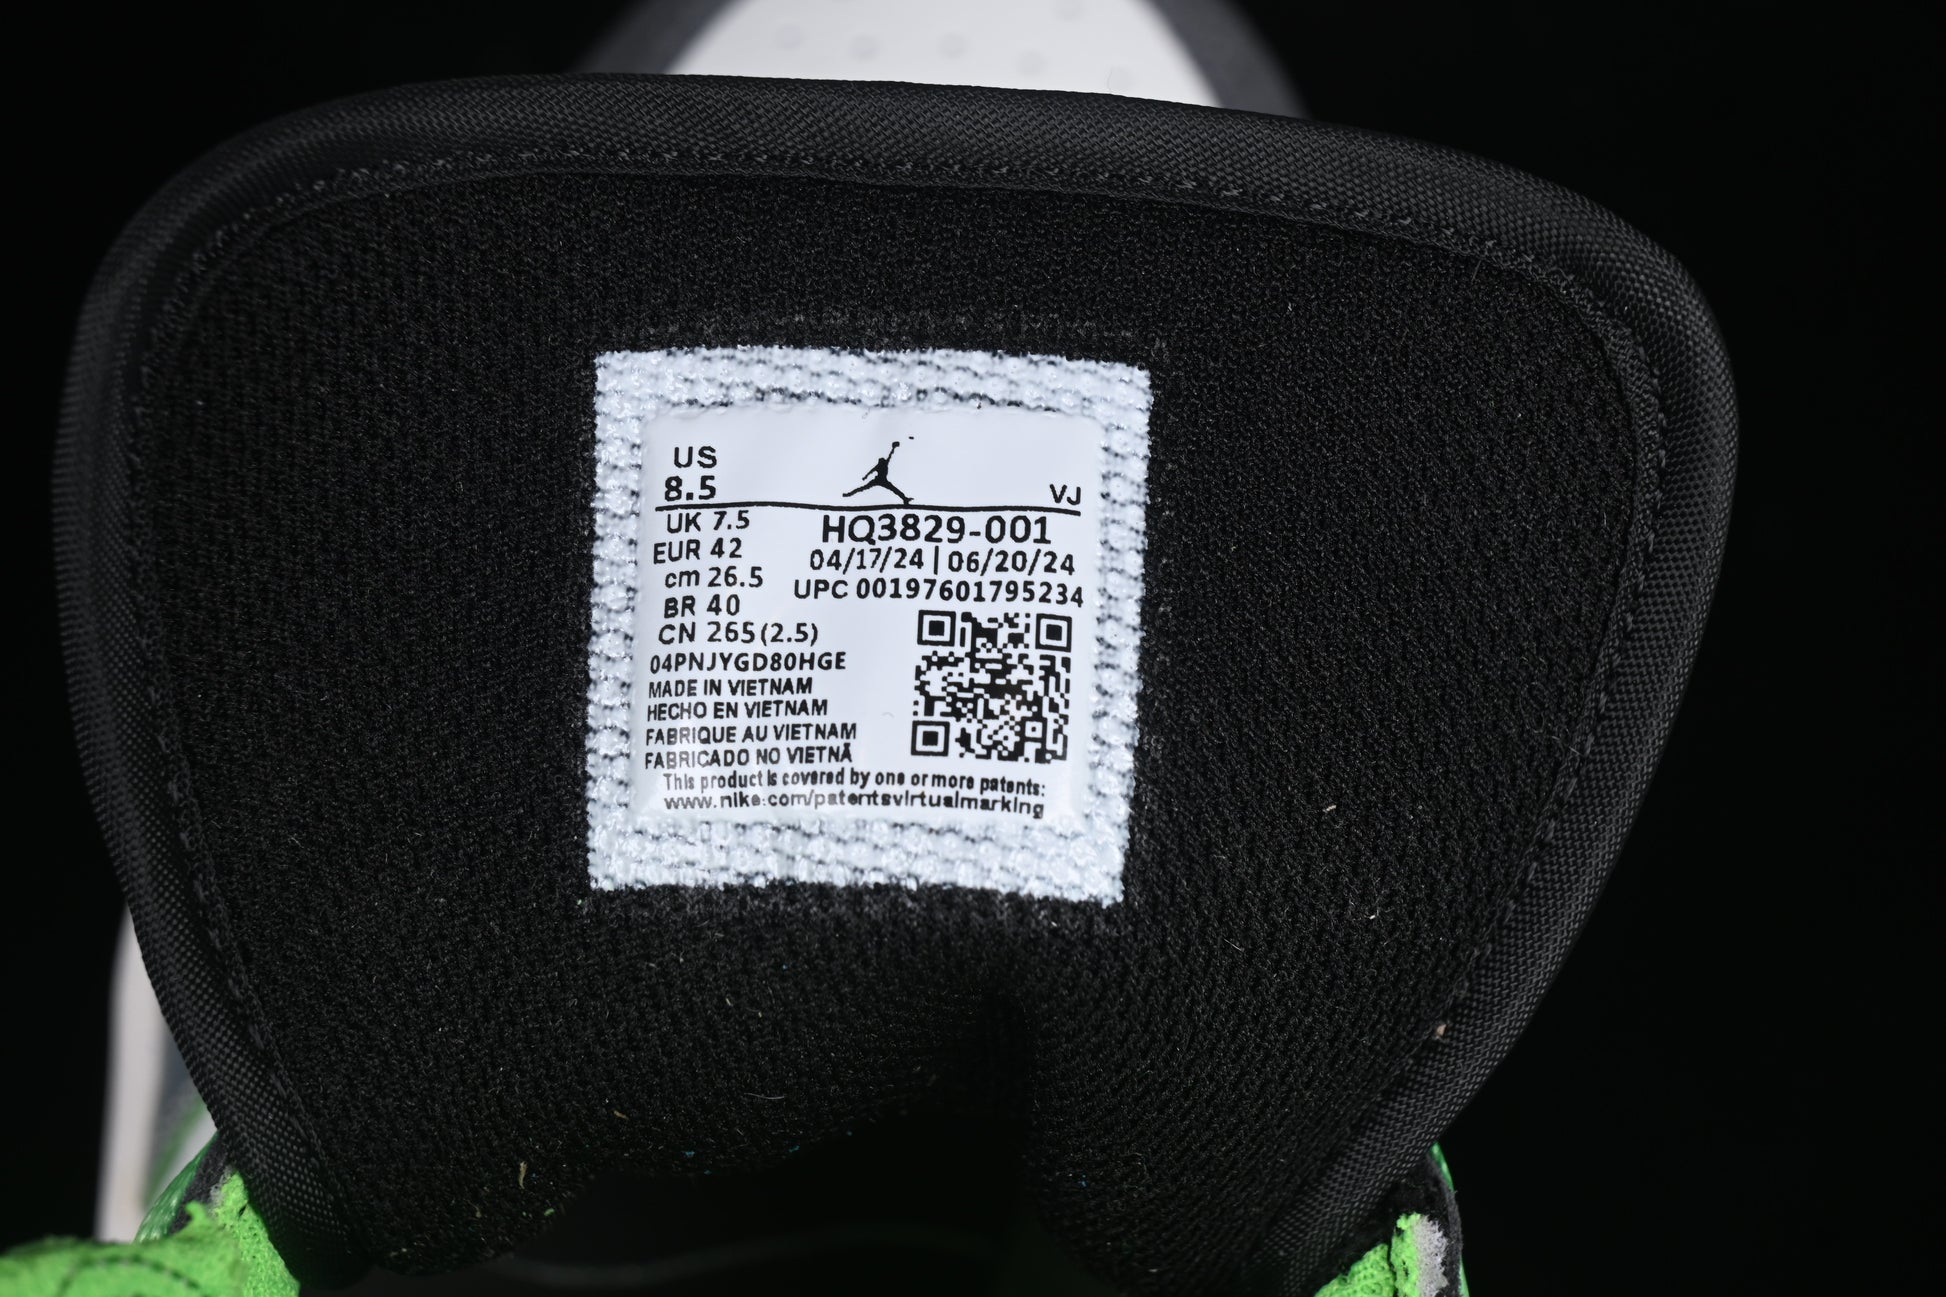 US
8.5
VJ
UK 7.5
HQ3829-001
EUR 42
04/17/24 | 06/20/24
cm 26.5
UPC 00197601795234
BR 40
CN 265(2.5)
04PNJYGD80HGE
MADE IN VIETNAM
HECHO EN VIETNAM
FABRIQUE AU VIETNAM
FABRICADO NO VIETNÃ
This product is covered by one or more patents:
www.nike.com/patentsvirtualmarking